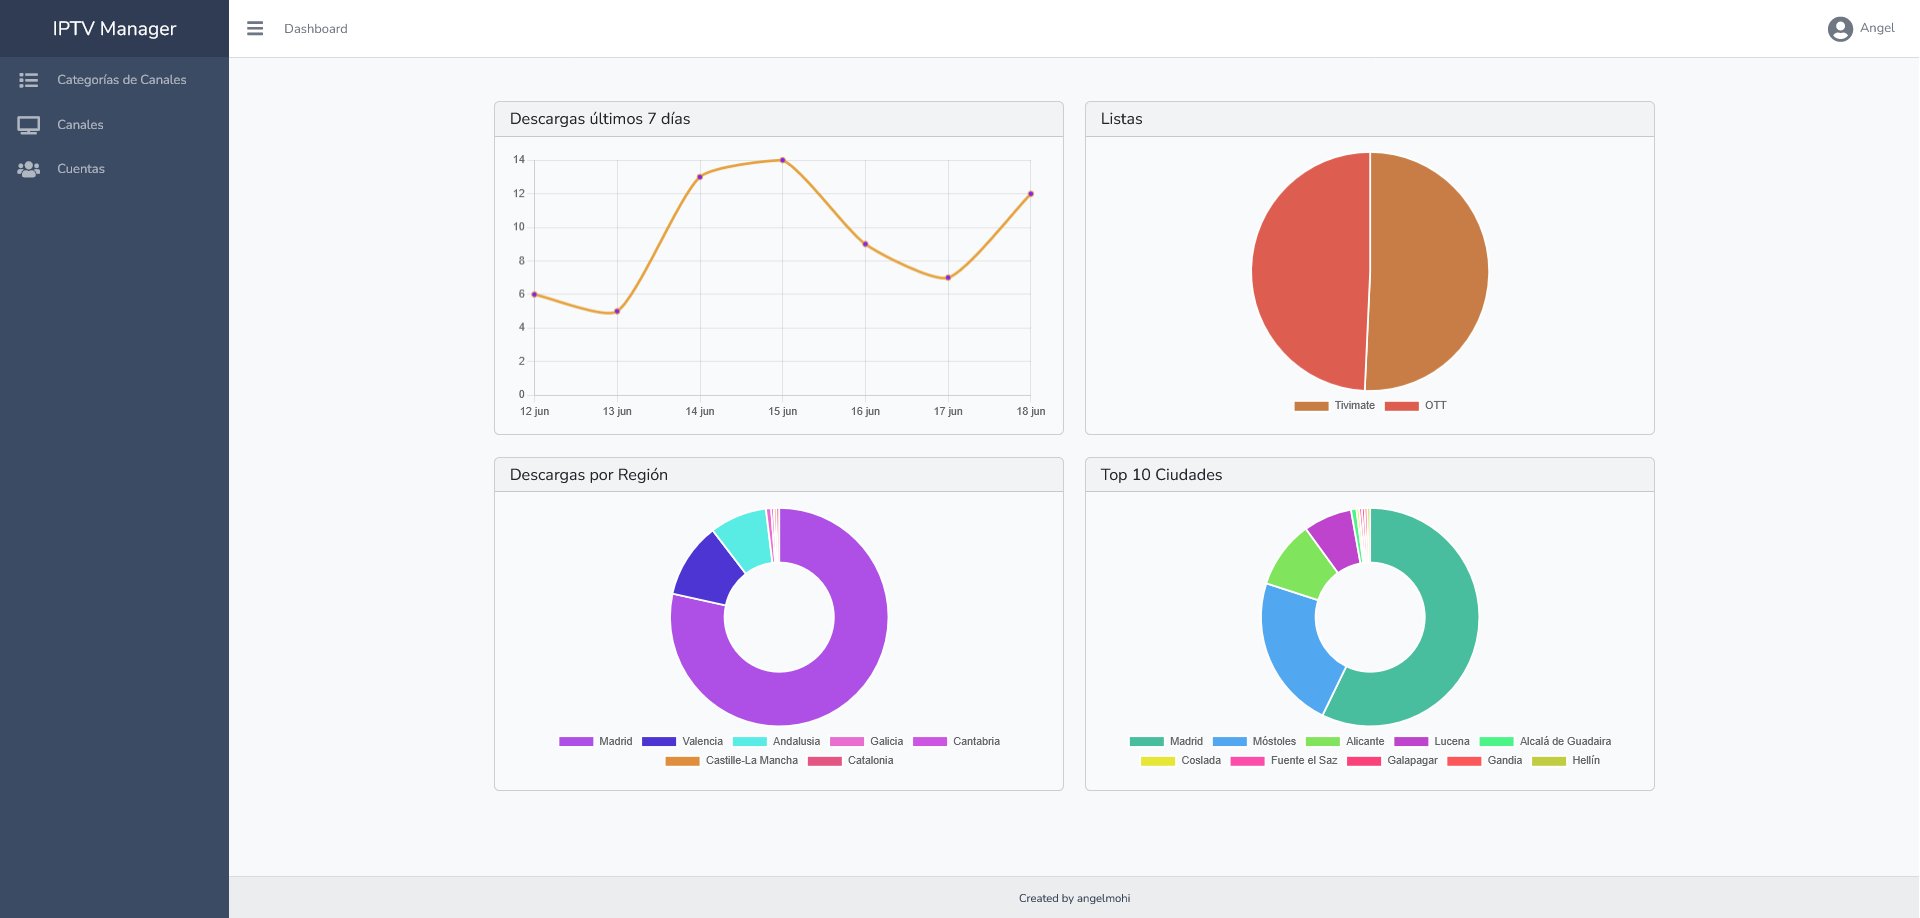 IPTV Manager
Dashboard
Angel
Categorías de Canales
Canales
Cuentas
Descargas últimos 7 días
14
12
10
8
6
4
2
0
12 jun 13 jun 14 jun 15 jun 16 jun 17 jun 18 jun
Listas
Tivimate OTT
Descargas por Región
Madrid Valencia Andalusia Galicia Cantabria
Castille-La Mancha Catalonia
Top 10 Ciudades
Madrid Móstoles Alicante Lucena Alcalá de Guadaira
Coslada Fuente el Saz Galapagar Gandia Hellín
Created by angelmohi